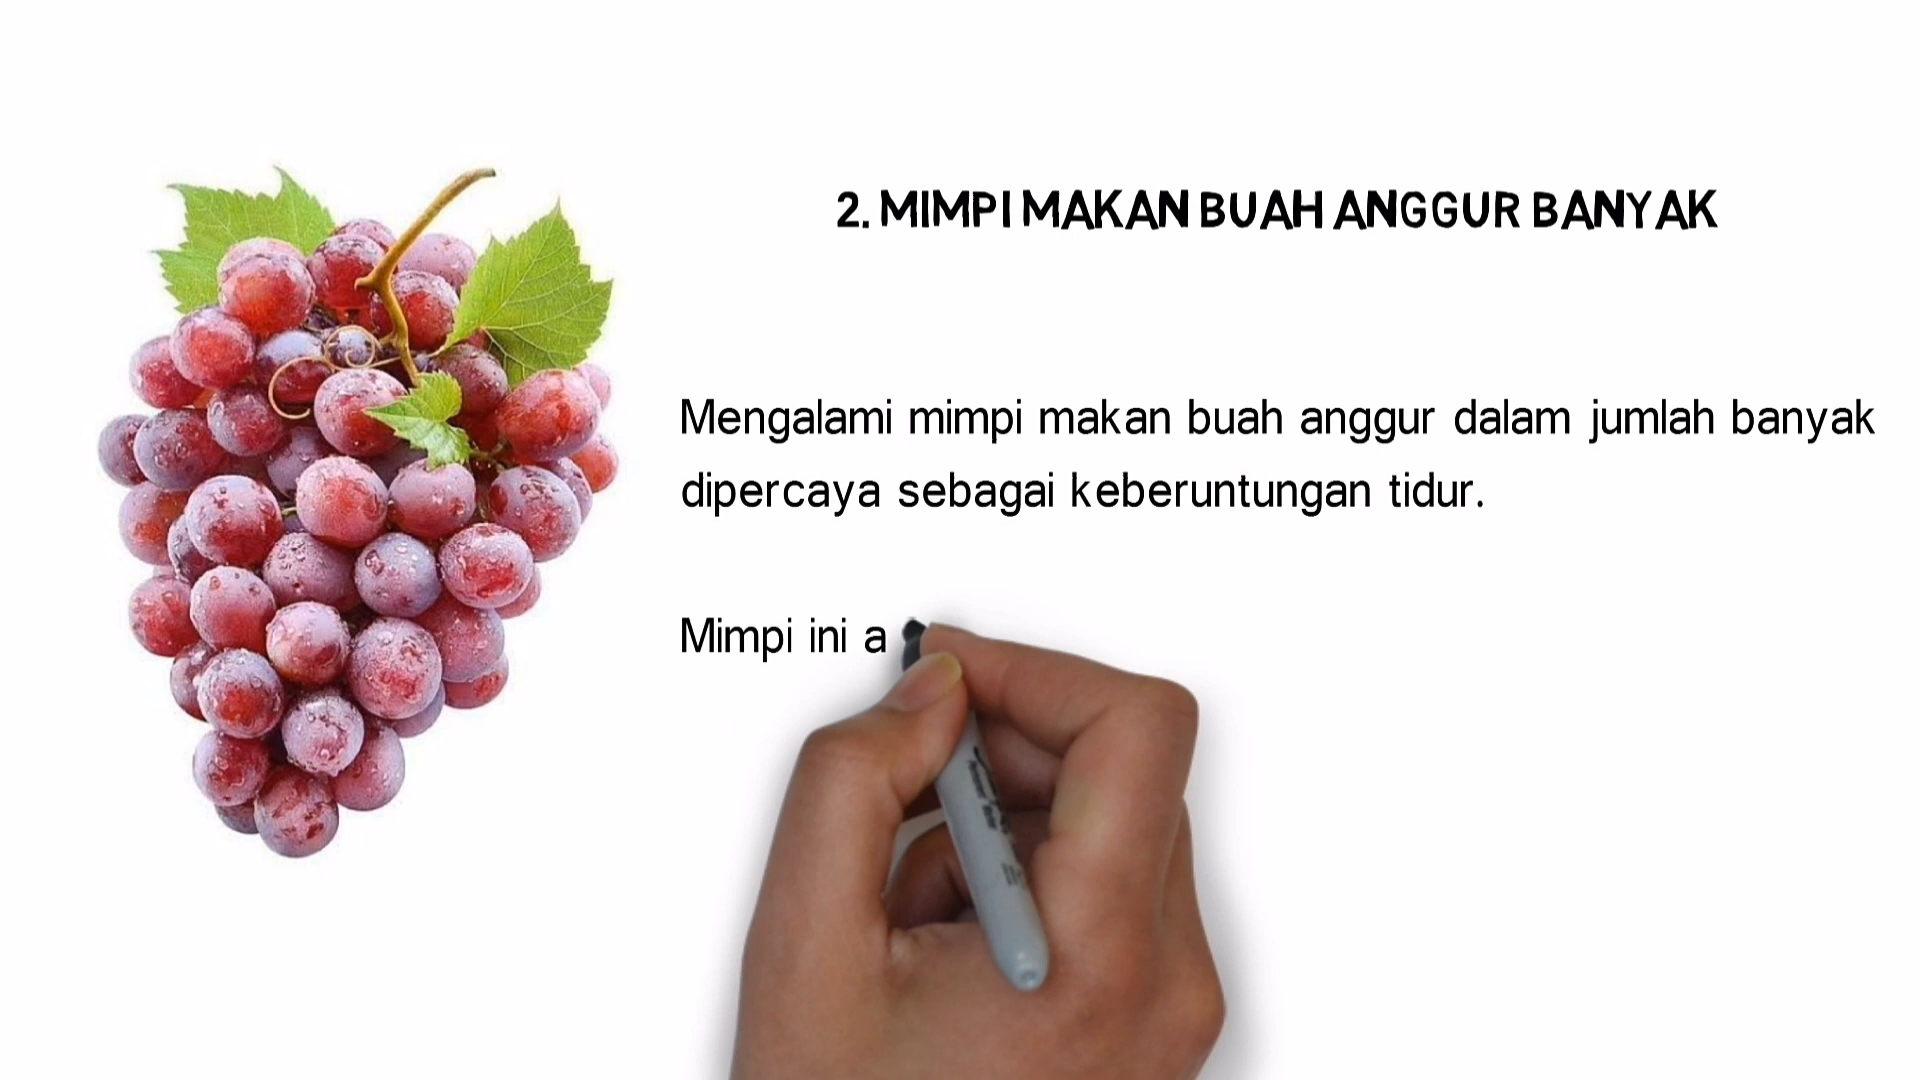 2. MIMPI MAKAN BUAH ANGGUR BANYAK
Mengalami mimpi makan buah anggur dalam jumlah banyak
dipercaya sebagai keberuntungan tidur.
Mimpi ini a